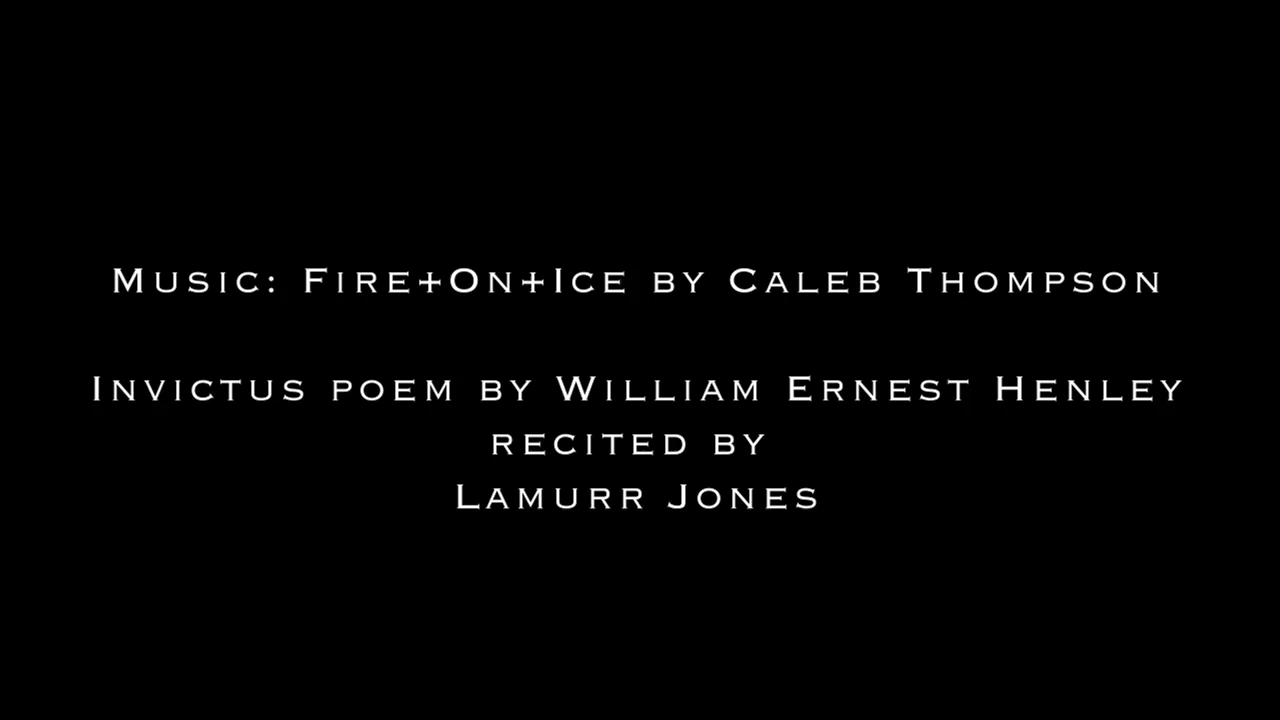 Music: Fire+On+Ice by Caleb Thompson
Invictus poem by William Ernest Henley
recited by
Lamurr Jones